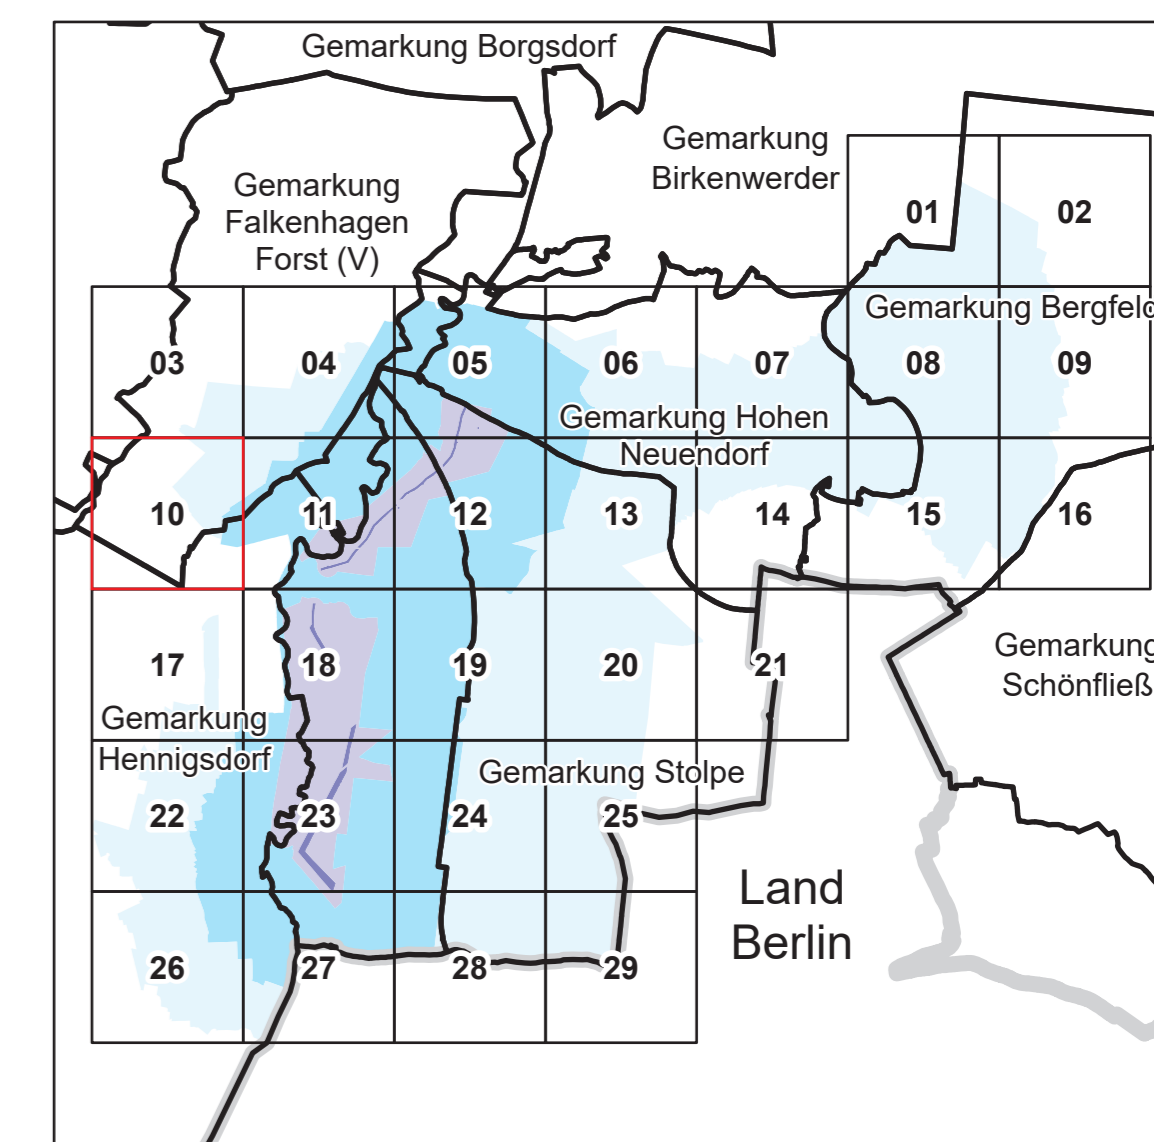 Gemarkung Borgsdorf
Gemarkung
Birkenwerder
Gemarkung
Falkenhagen
Forst (V)
01
02
Gemarkung Bergfeld
03
04
05
06
07
08
09
Gemarkung Hohen
Neuendorf
10
11
12
13
14
15
16
17
18
19
20
21
Gemarkung
Schönfließ
Gemarkung
Hennigsdorf
Gemarkung Stolpe
22
23
24
25
Land
Berlin
26
27
28
29